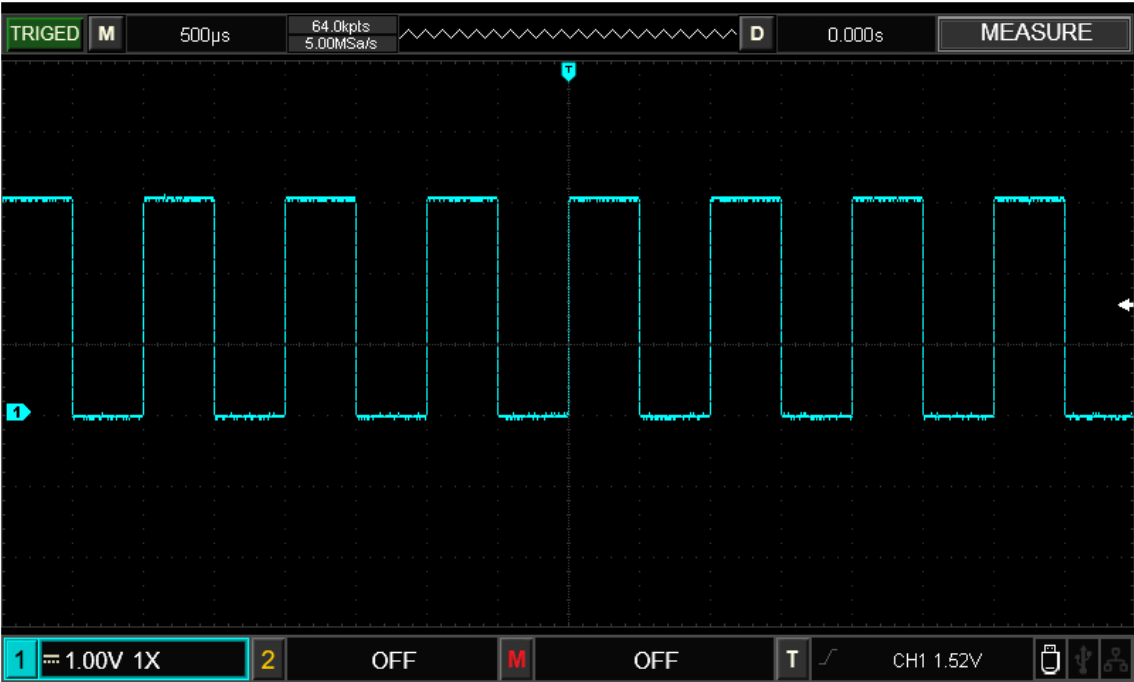 TRIGED M 500µs 64.0kpts D 0.000s MEASURE
5.00MSa/s
T
1
1 1.00V 1X 2 OFF M OFF T CH1 1.52V